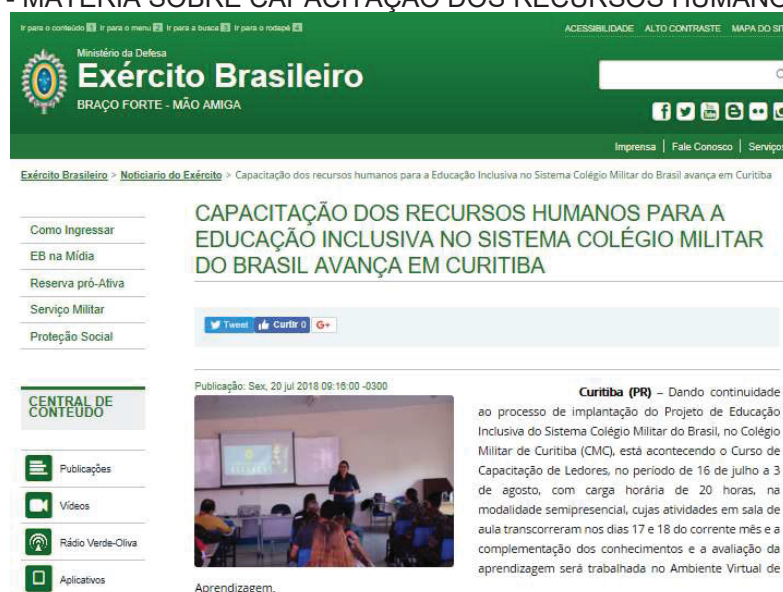 - MATÉRIA SOBRE CAPACITAÇÃO DOS RECURSOS HUMANO
Ir para o conteúdo 1 Ir para o menu 2 Ir para a busca 3 Ir para o rodapé 4
ACESSIBILIDADE ALTO CONTRASTE MAPA DO SIT
Ministério da Defesa
Exército Brasileiro
BRAÇO FORTE - MÃO AMIGA
Imprensa | Fale Conosco | Serviços
Exército Brasileiro > Noticiario do Exército > Capacitação dos recursos humanos para a Educação Inclusiva no Sistema Colégio Militar do Brasil avança em Curitiba
Como Ingressar
EB na Mídia
Reserva pró-Ativa
Serviço Militar
Proteção Social
CENTRAL DE
CONTEÚDO
Publicações
Vídeos
Rádio Verde-Oliva
Aplicativos
CAPACITAÇÃO DOS RECURSOS HUMANOS PARA A
EDUCAÇÃO INCLUSIVA NO SISTEMA COLÉGIO MILITAR
DO BRASIL AVANÇA EM CURITIBA
Tweet Curtir 0 G+
Publicação: Sex, 20 jul 2018 09:16:00 -0300
Curitiba (PR) – Dando continuidade
ao processo de implantação do Projeto de Educação
Inclusiva do Sistema Colégio Militar do Brasil, no Colégio
Militar de Curitiba (CMC), está acontecendo o Curso de
Capacitação de Ledores, no período de 16 de julho a 3
de agosto, com carga horária de 20 horas, na
modalidade semipresencial, cujas atividades em sala de
aula transcorreram nos dias 17 e 18 do corrente mês e a
complementação dos conhecimentos e a avaliação da
aprendizagem será trabalhada no Ambiente Virtual de
Aprendizagem.